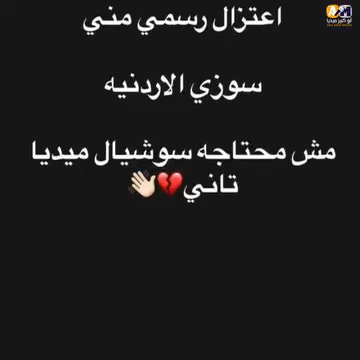 اعتزال رسمي مني
سوزي الاردنيه
مش محتاجه سوشيال ميديا
تاني💔👋🏻